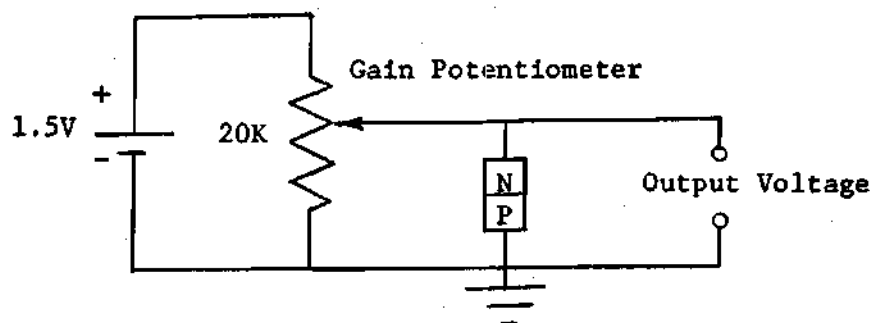 Gain Potentiometer
+
1.5V
-
20K
N
P
Output Voltage